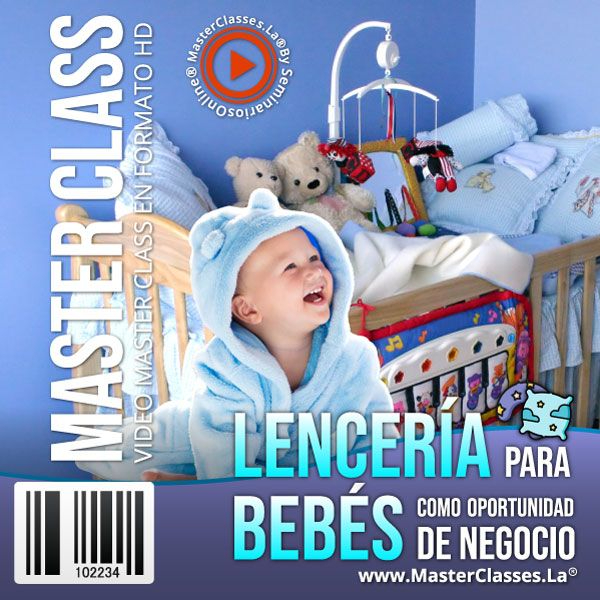 MASTER CLASS
VIDEO MASTER CLASS EN FORMATO HD
MasterClasses.La® By SeminariosOnline®
LENCERÍA PARA
BEBÉS COMO OPORTUNIDAD
DE NEGOCIO
www.MasterClasses.La®
102234